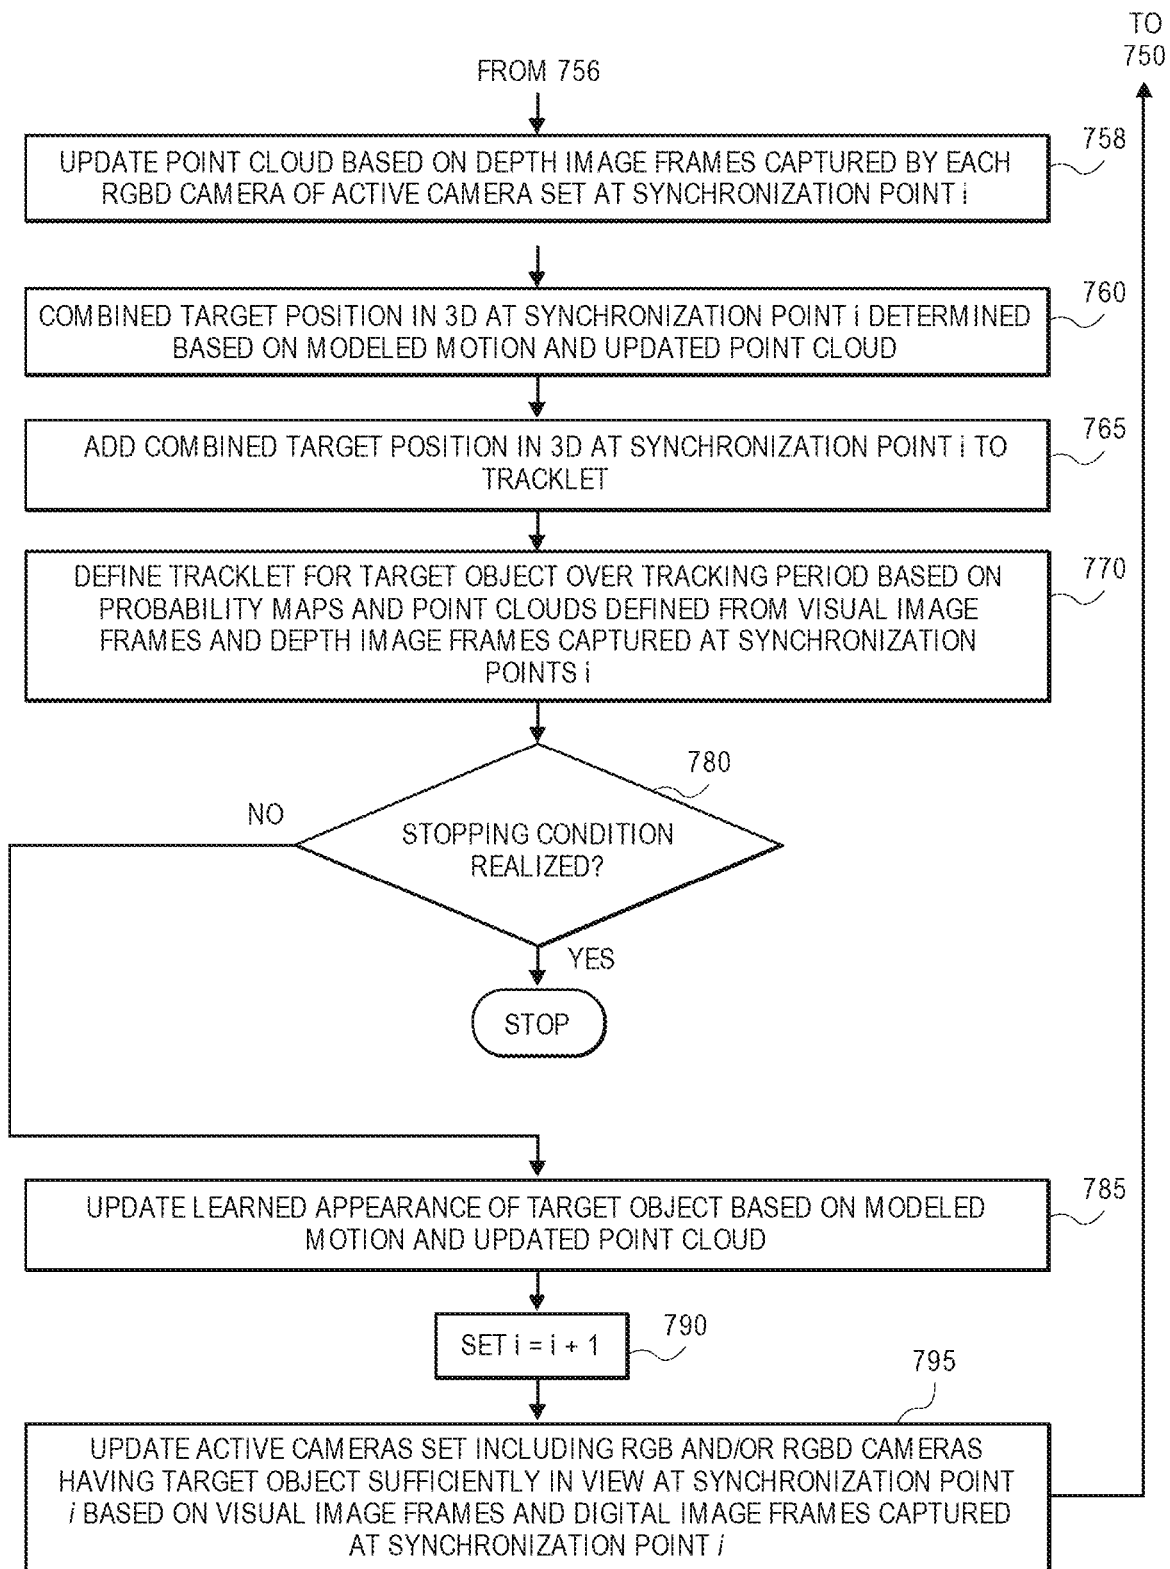 TO
750
FROM 756
758
UPDATE POINT CLOUD BASED ON DEPTH IMAGE FRAMES CAPTURED BY EACH
RGBD CAMERA OF ACTIVE CAMERA SET AT SYNCHRONIZATION POINT i
760
COMBINED TARGET POSITION IN 3D AT SYNCHRONIZATION POINT i DETERMINED
BASED ON MODELED MOTION AND UPDATED POINT CLOUD
765
ADD COMBINED TARGET POSITION IN 3D AT SYNCHRONIZATION POINT i TO
TRACKLET
770
DEFINE TRACKLET FOR TARGET OBJECT OVER TRACKING PERIOD BASED ON
PROBABILITY MAPS AND POINT CLOUDS DEFINED FROM VISUAL IMAGE
FRAMES AND DEPTH IMAGE FRAMES CAPTURED AT SYNCHRONIZATION
POINTS i
780
NO
STOPPING CONDITION
REALIZED?
YES
STOP
785
UPDATE LEARNED APPEARANCE OF TARGET OBJECT BASED ON MODELED
MOTION AND UPDATED POINT CLOUD
790
SET i = i + 1
795
UPDATE ACTIVE CAMERAS SET INCLUDING RGB AND/OR RGBD CAMERAS
HAVING TARGET OBJECT SUFFICIENTLY IN VIEW AT SYNCHRONIZATION POINT
i BASED ON VISUAL IMAGE FRAMES AND DIGITAL IMAGE FRAMES CAPTURED
AT SYNCHRONIZATION POINT i